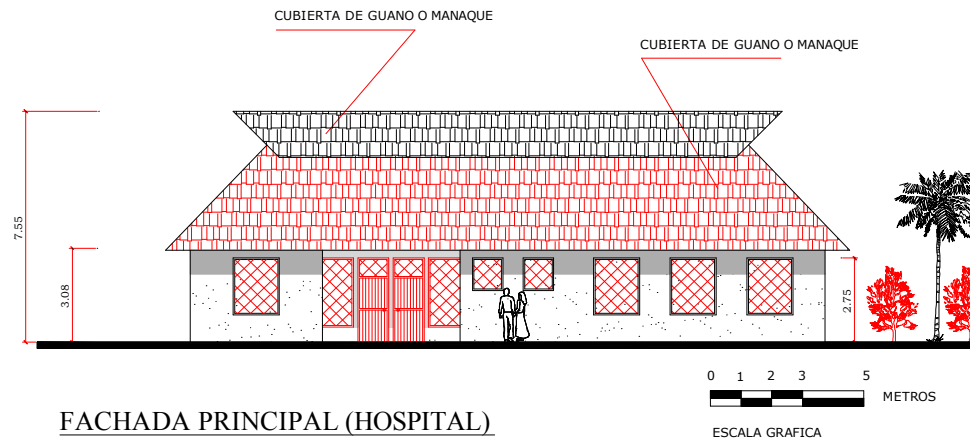 CUBIERTA DE GUANO O MANAQUE
CUBIERTA DE GUANO O MANAQUE
7.55
3.08
2.75
0 1 2 3 5
METROS
ESCALA GRAFICA
FACHADA PRINCIPAL (HOSPITAL)